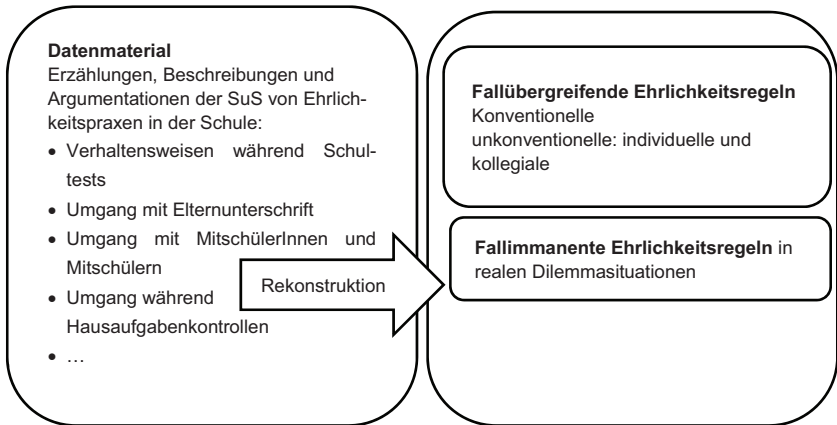 Datenmaterial
Erzählungen, Beschreibungen und
Argumentationen der SuS von Ehrlich-
keitspraxen in der Schule:
• Verhaltensweisen während Schul-
tests
• Umgang mit Elternunterschrift
• Umgang mit MitschülerInnen und
Mitschülern
• Umgang während
Hausaufgabenkontrollen
• …
Rekonstruktion
Fallübergreifende Ehrlichkeitsregeln
Konventionelle
unkonventionelle: individuelle und
kollegiale
Fallimmanente Ehrlichkeitsregeln in
realen Dilemmasituationen